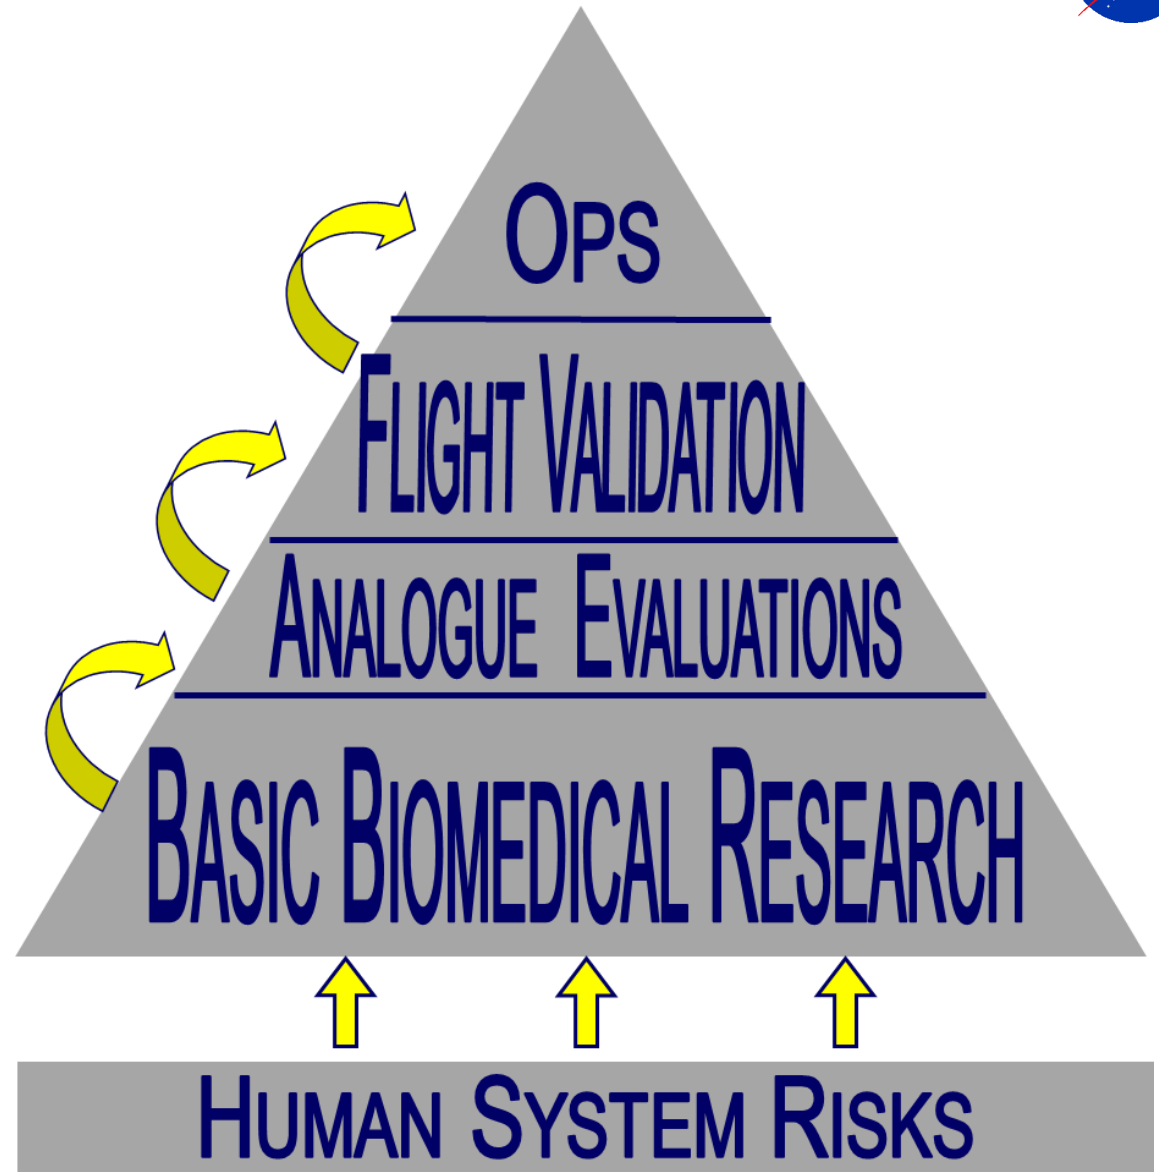 OPS
FLIGHT VALIDATION
ANALOGUE EVALUATIONS
BASIC BIOMEDICAL RESEARCH
HUMAN SYSTEM RISKS